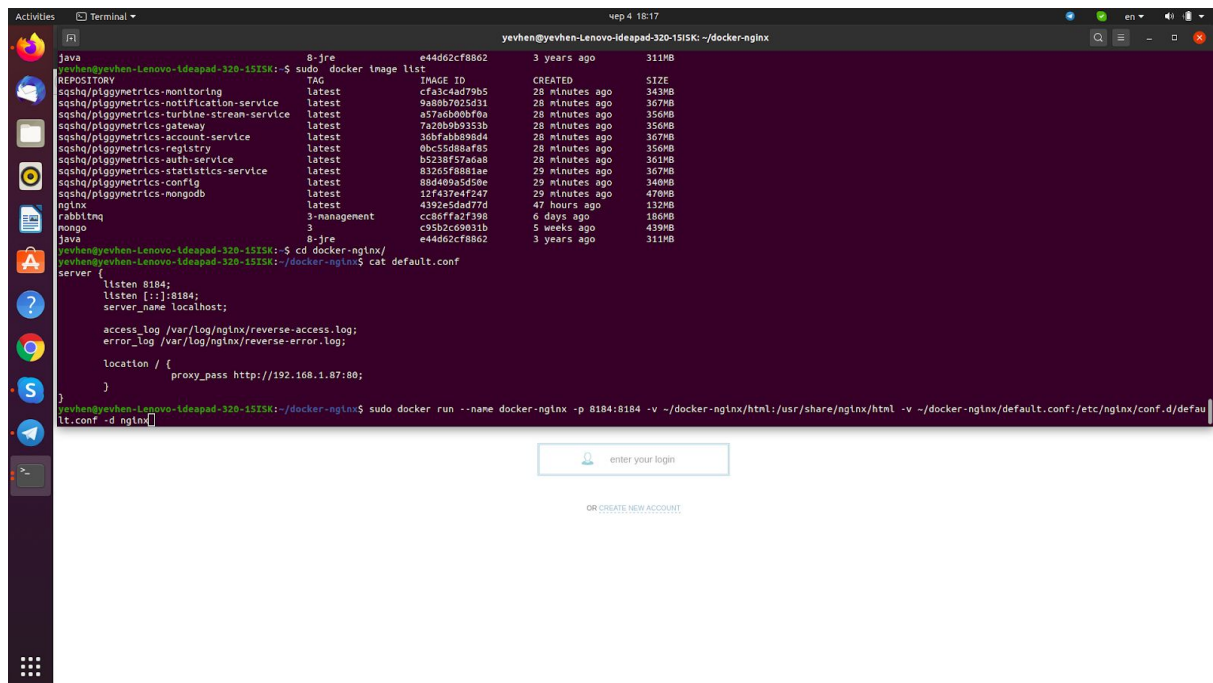 Activities Terminal чер 4 18:17 en
yevhen@yevhen-Lenovo-ideapad-320-15ISK: ~/docker-nginx
java 8-jre e44d62cf8862 3 years ago 311MB
yevhen@yevhen-Lenovo-ideapad-320-15ISK:~$ sudo  docker image list
REPOSITORY TAG IMAGE ID CREATED SIZE
sqshq/piggymetrics-monitoring latest cfa3c4ad79b5 28 minutes ago 343MB
sqshq/piggymetrics-notification-service latest 9a80b7025d31 28 minutes ago 367MB
sqshq/piggymetrics-turbine-stream-service latest a57a6b00bf0a 28 minutes ago 356MB
sqshq/piggymetrics-gateway latest 7a20b9b9353b 28 minutes ago 356MB
sqshq/piggymetrics-account-service latest 36bfabb898d4 28 minutes ago 367MB
sqshq/piggymetrics-registry latest 0bc55d88af85 28 minutes ago 356MB
sqshq/piggymetrics-auth-service latest b5238f57a6a8 28 minutes ago 361MB
sqshq/piggymetrics-statistics-service latest 83265f8881ae 29 minutes ago 367MB
sqshq/piggymetrics-config latest 88d409a5d50e 29 minutes ago 340MB
sqshq/piggymetrics-mongodb latest 12f437e4f247 29 minutes ago 470MB
nginx latest 4392e5dad77d 47 hours ago 132MB
rabbitmq 3-management cc86ffa2f398 6 days ago 186MB
mongo 3 c95b2c69031b 5 weeks ago 439MB
java 8-jre e44d62cf8862 3 years ago 311MB
yevhen@yevhen-Lenovo-ideapad-320-15ISK:~$ cd docker-nginx/
yevhen@yevhen-Lenovo-ideapad-320-15ISK:~/docker-nginx$ cat default.conf
server {
listen 8184;
listen [::]:8184;
server_name localhost;
access_log /var/log/nginx/reverse-access.log;
error_log /var/log/nginx/reverse-error.log;
location / {
proxy_pass http://192.168.1.87:80;
}
}
yevhen@yevhen-Lenovo-ideapad-320-15ISK:~/docker-nginx$ sudo docker run --name docker-nginx -p 8184:8184 -v ~/docker-nginx/html:/usr/share/nginx/html -v ~/docker-nginx/default.conf:/etc/nginx/conf.d/defau
lt.conf -d nginx
enter your login
OR CREATE NEW ACCOUNT